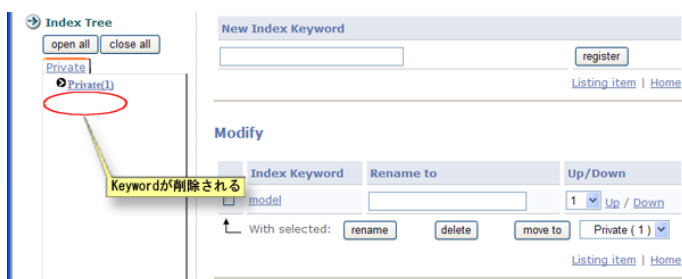 Index Tree
open all close all
Private
Private(1)
Keywordが削除される
New Index Keyword
register
Listing item | Home
Modify
Index Keyword Rename to Up/Down
model 1 Up / Down
With selected: rename delete move to Private ( 1 )
Listing item | Home